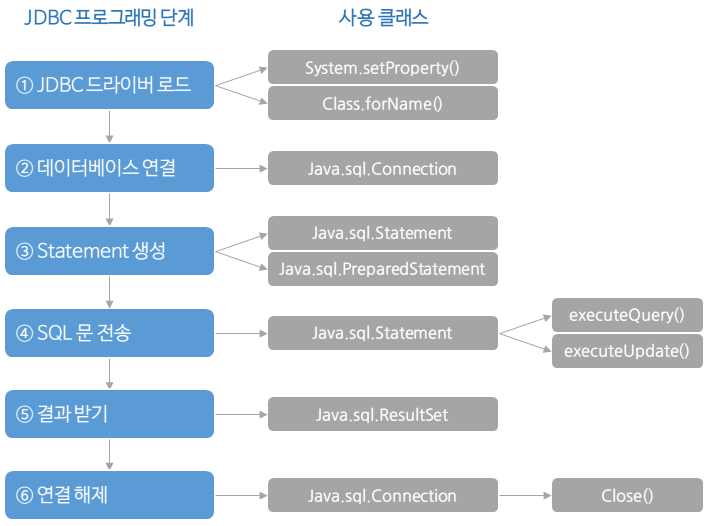 JDBC 프로그래밍 단계
사용 클래스
① JDBC 드라이버 로드
System.setProperty()
Class.forName()
② 데이터베이스 연결
Java.sql.Connection
③ Statement 생성
Java.sql.Statement
Java.sql.PreparedStatement
④ SQL 문 전송
Java.sql.Statement
executeQuery()
executeUpdate()
⑤ 결과 받기
Java.sql.ResultSet
⑥ 연결 해제
Java.sql.Connection
Close()